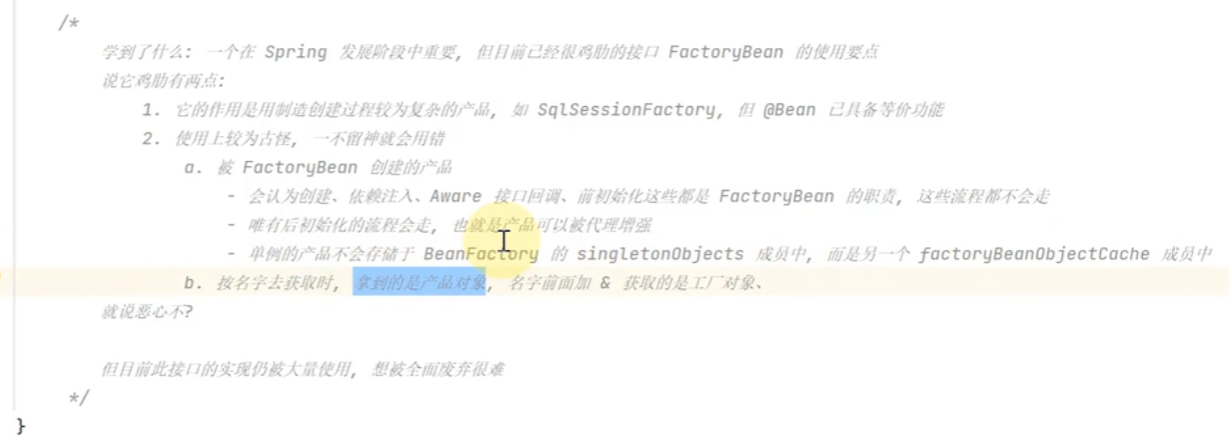 /*
学到了什么: 一个在 Spring 发展阶段中重要, 但目前已经很鸡肋的接口 FactoryBean 的使用要点
说它鸡肋有两点:
1. 它的作用是用制造创建过程较为复杂的产品, 如 SqlSessionFactory, 但 @Bean 已具备等价功能
2. 使用上较为古怪, 一不留神就会用错
a. 被 FactoryBean 创建的产品
- 会认为创建、依赖注入、Aware 接口回调、前初始化这些都是 FactoryBean 的职责, 这些流程都不会走
- 唯有后初始化的流程会走, 也就是产品可以被代理增强
- 单例的产品不会存储于 BeanFactory 的 singletonObjects 成员中, 而是另一个 factoryBeanObjectCache 成员中
b. 按名字去获取时, 拿到的是产品对象, 名字前面加 & 获取的是工厂对象、
就说恶心不?
但目前此接口的实现仍被大量使用, 想被全面废弃很难
*/
}